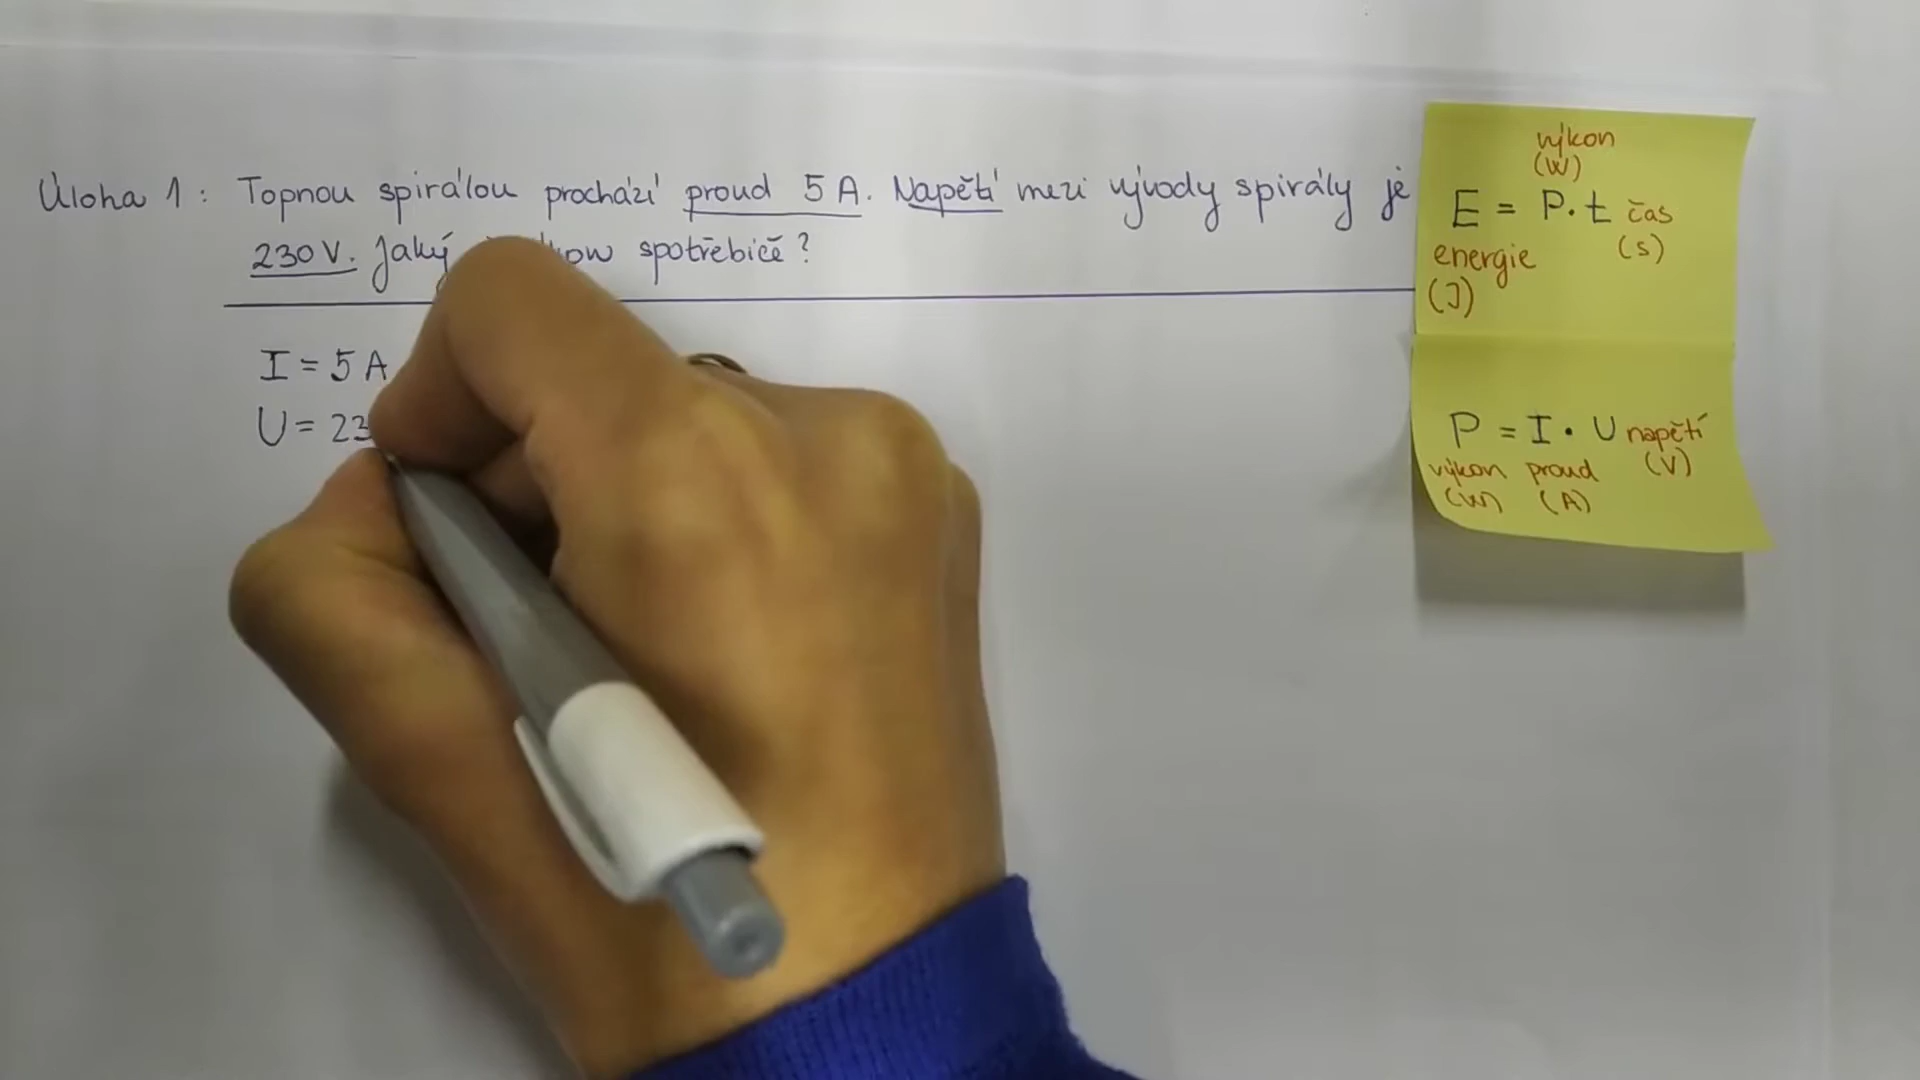 Úloha 1: Topnou spirálou prochází proud 5 A. Napětí mezi vývody spirály je
230 V. Jaký spotřebič?
I = 5 A
U = 23
výkon
(W)
E = P · t čas
(s)
energie
(J)
P = I · U napětí
(V)
výkon proud
(W) (A)